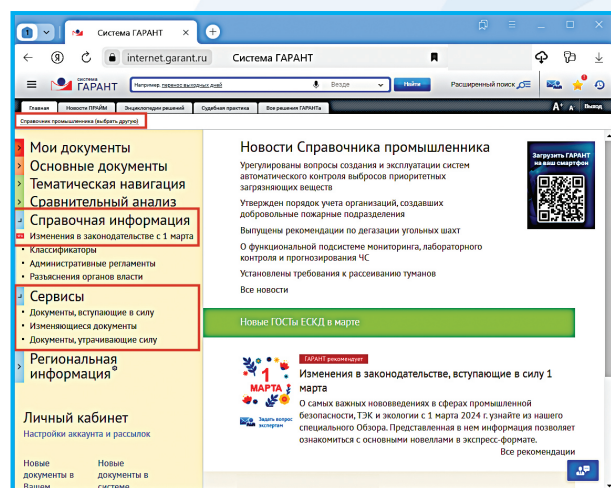 1
Система ГАРАНТ
internet.garant.ru
Система ГАРАНТ
система
ГАРАНТ
Например, перенос выходных дней
Везде
Найти
Расширенный поиск
Главная
Новости ПРАЙМ
Энциклопедии решений
Судебная практика
Все решения ГАРАНТа
A+
A-
Выход
Справочник промышленника (выбрать другую)
Мои документы
Основные документы
Тематическая навигация
Сравнительный анализ
Справочная информация
Изменения в законодательстве с 1 марта
• Классификаторы
• Административные регламенты
• Разъяснения органов власти
Сервисы
• Документы, вступающие в силу
• Изменяющиеся документы
• Документы, утрачивающие силу
Региональная
информация
Личный кабинет
Настройки аккаунта и рассылок
Новые
документы в
Вашем
Новые
документы в
системе
Новости Справочника промышленника
Урегулированы вопросы создания и эксплуатации систем
автоматического контроля выбросов приоритетных
загрязняющих веществ
Утвержден порядок учета организаций, создавших
добровольные пожарные подразделения
Выпущены рекомендации по дегазации угольных шахт
О функциональной подсистеме мониторинга, лабораторного
контроля и прогнозирования ЧС
Установлены требования к рассеиванию туманов
Все новости
Загрузить ГАРАНТ
на ваш смартфон
Новые ГОСТы ЕСКД в марте
1
МАРТА
Задать вопрос
экспертам
ГАРАНТ рекомендует
Изменения в законодательстве, вступающие в силу 1
марта
О самых важных нововведениях в сферах промышленной
безопасности, ТЭК и экологии с 1 марта 2024 г. узнайте из нашего
специального Обзора. Представленная в нем информация позволяет
ознакомиться с основными новеллами в экспресс-формате.
Все рекомендации